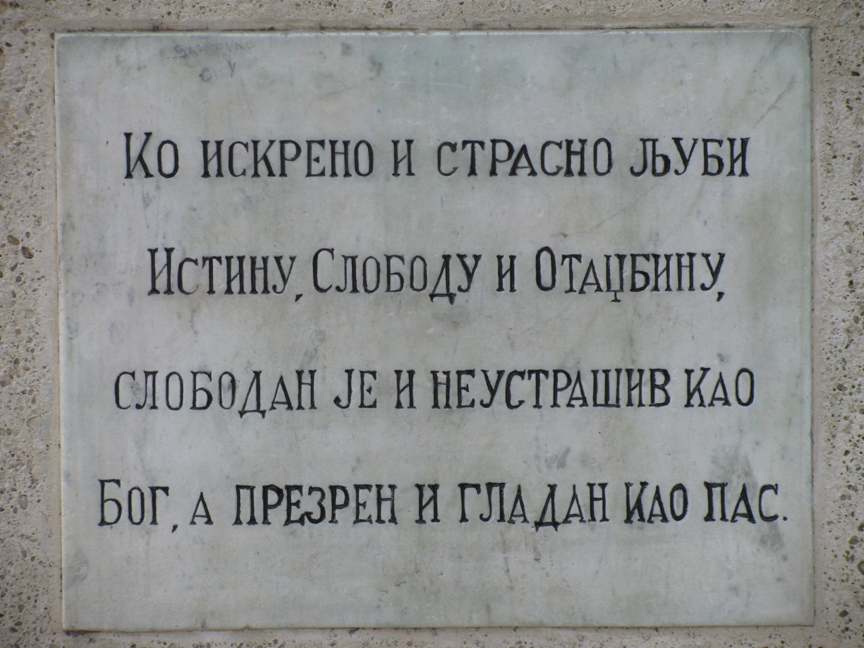 Ко искрено и страсно љуби
Истину, Слободу и Отаџбину,
слободан је и неустрашив као
Бог, а презрен и гладан као пас.